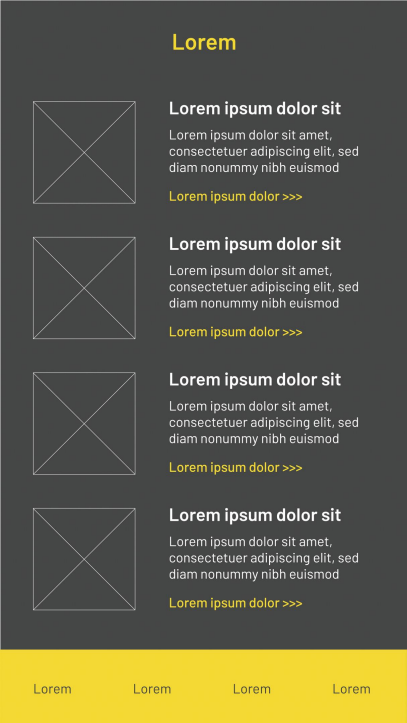 Lorem
Lorem ipsum dolor sit
Lorem ipsum dolor sit amet,
consectetuer adipiscing elit, sed
diam nonummy nibh euismod
Lorem ipsum dolor >>>
Lorem ipsum dolor sit
Lorem ipsum dolor sit amet,
consectetuer adipiscing elit, sed
diam nonummy nibh euismod
Lorem ipsum dolor >>>
Lorem ipsum dolor sit
Lorem ipsum dolor sit amet,
consectetuer adipiscing elit, sed
diam nonummy nibh euismod
Lorem ipsum dolor >>>
Lorem ipsum dolor sit
Lorem ipsum dolor sit amet,
consectetuer adipiscing elit, sed
diam nonummy nibh euismod
Lorem ipsum dolor >>>
Lorem Lorem Lorem Lorem